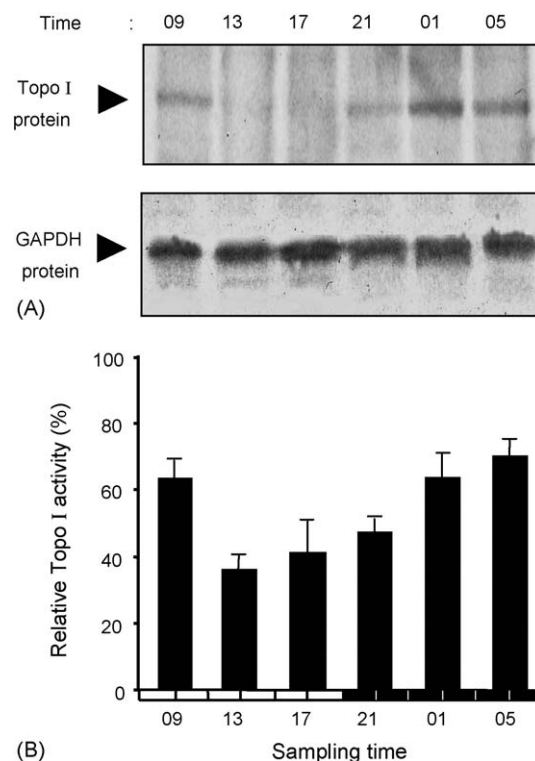 Time : 09 13 17 21 01 05
Topo I
protein
GAPDH
protein
(A)
100
80
60
40
20
0
Relative Topo I activity (%)
09 13 17 21 01 05
(B) Sampling time